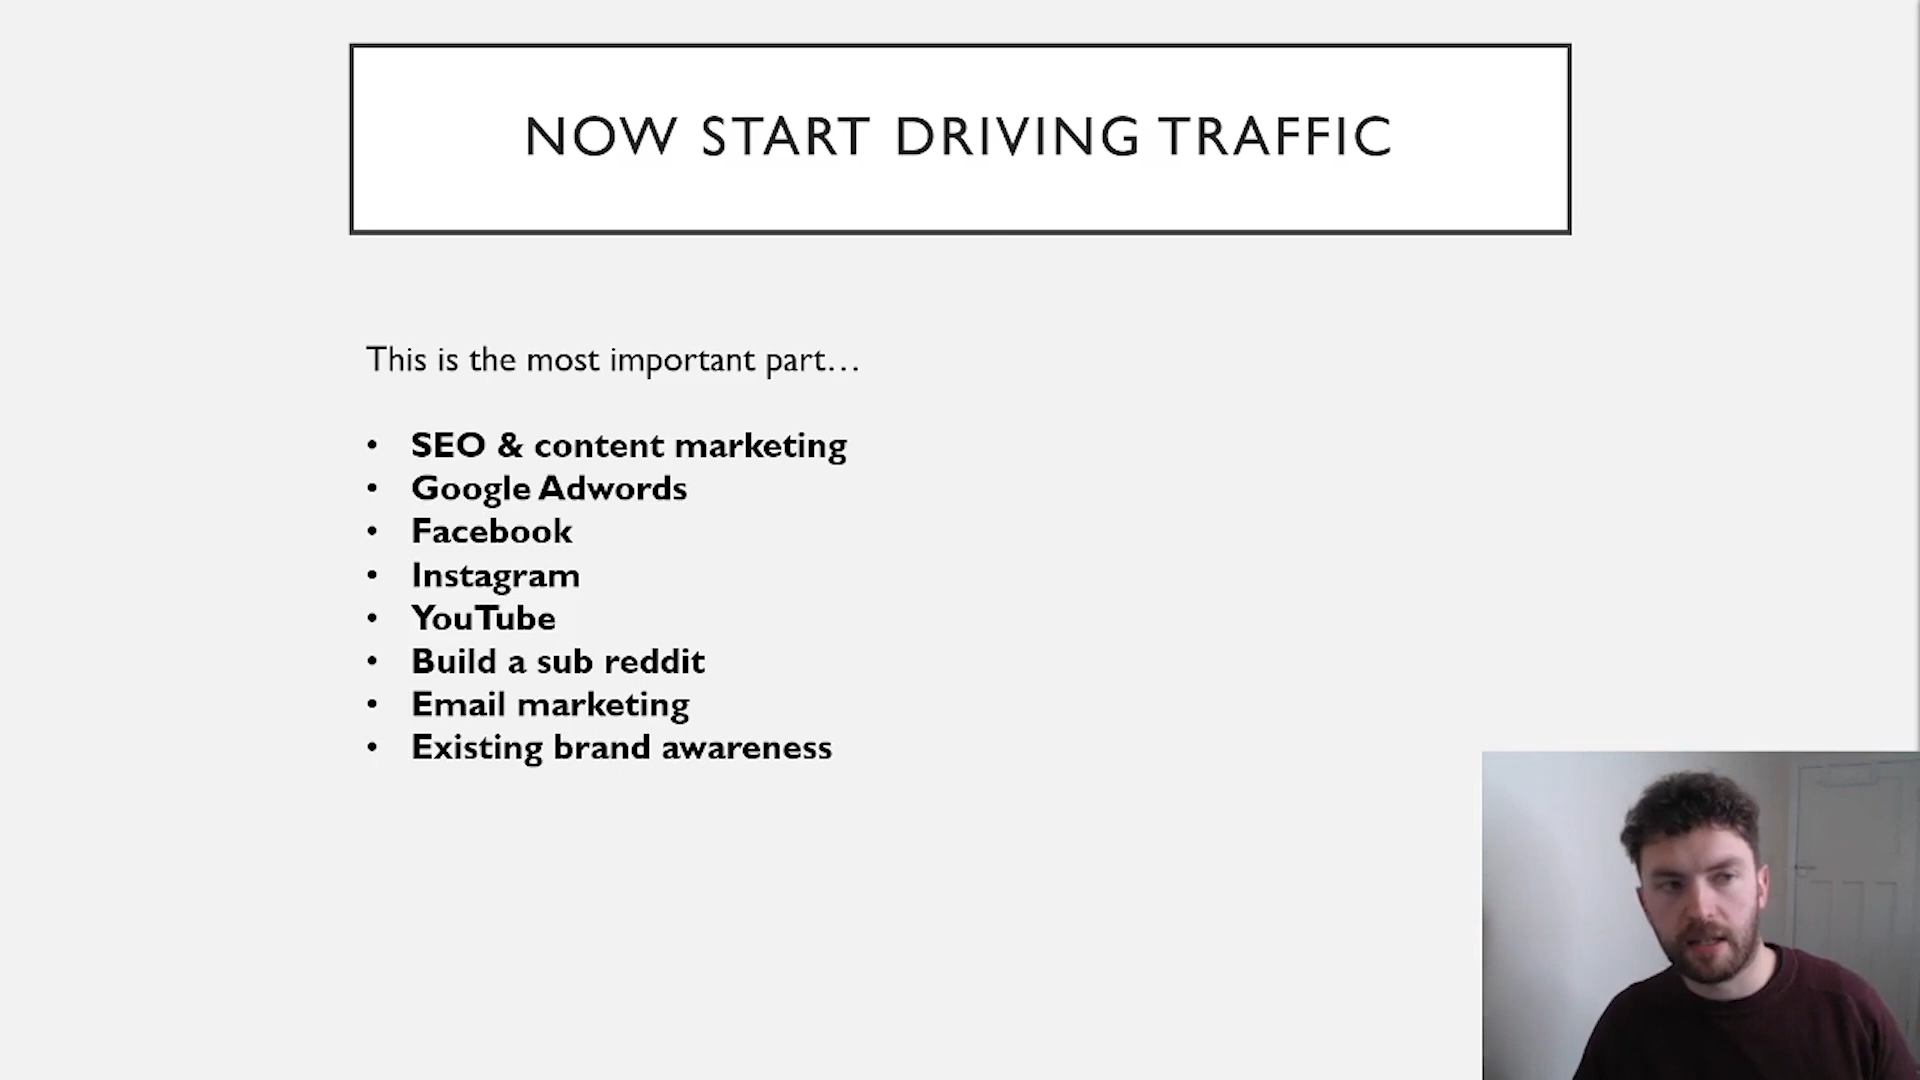 NOW START DRIVING TRAFFIC
This is the most important part...
• SEO & content marketing
• Google Adwords
• Facebook
• Instagram
• YouTube
• Build a sub reddit
• Email marketing
• Existing brand awareness